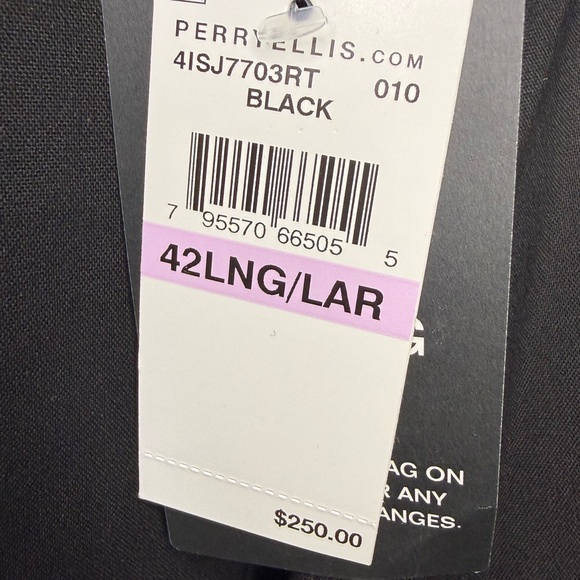 PERRYELLIS.COM
4ISJ7703RT 010
BLACK
7 95570 66505 5
42LNG/LAR
G
AG ON
R ANY
ANGES.
$250.00